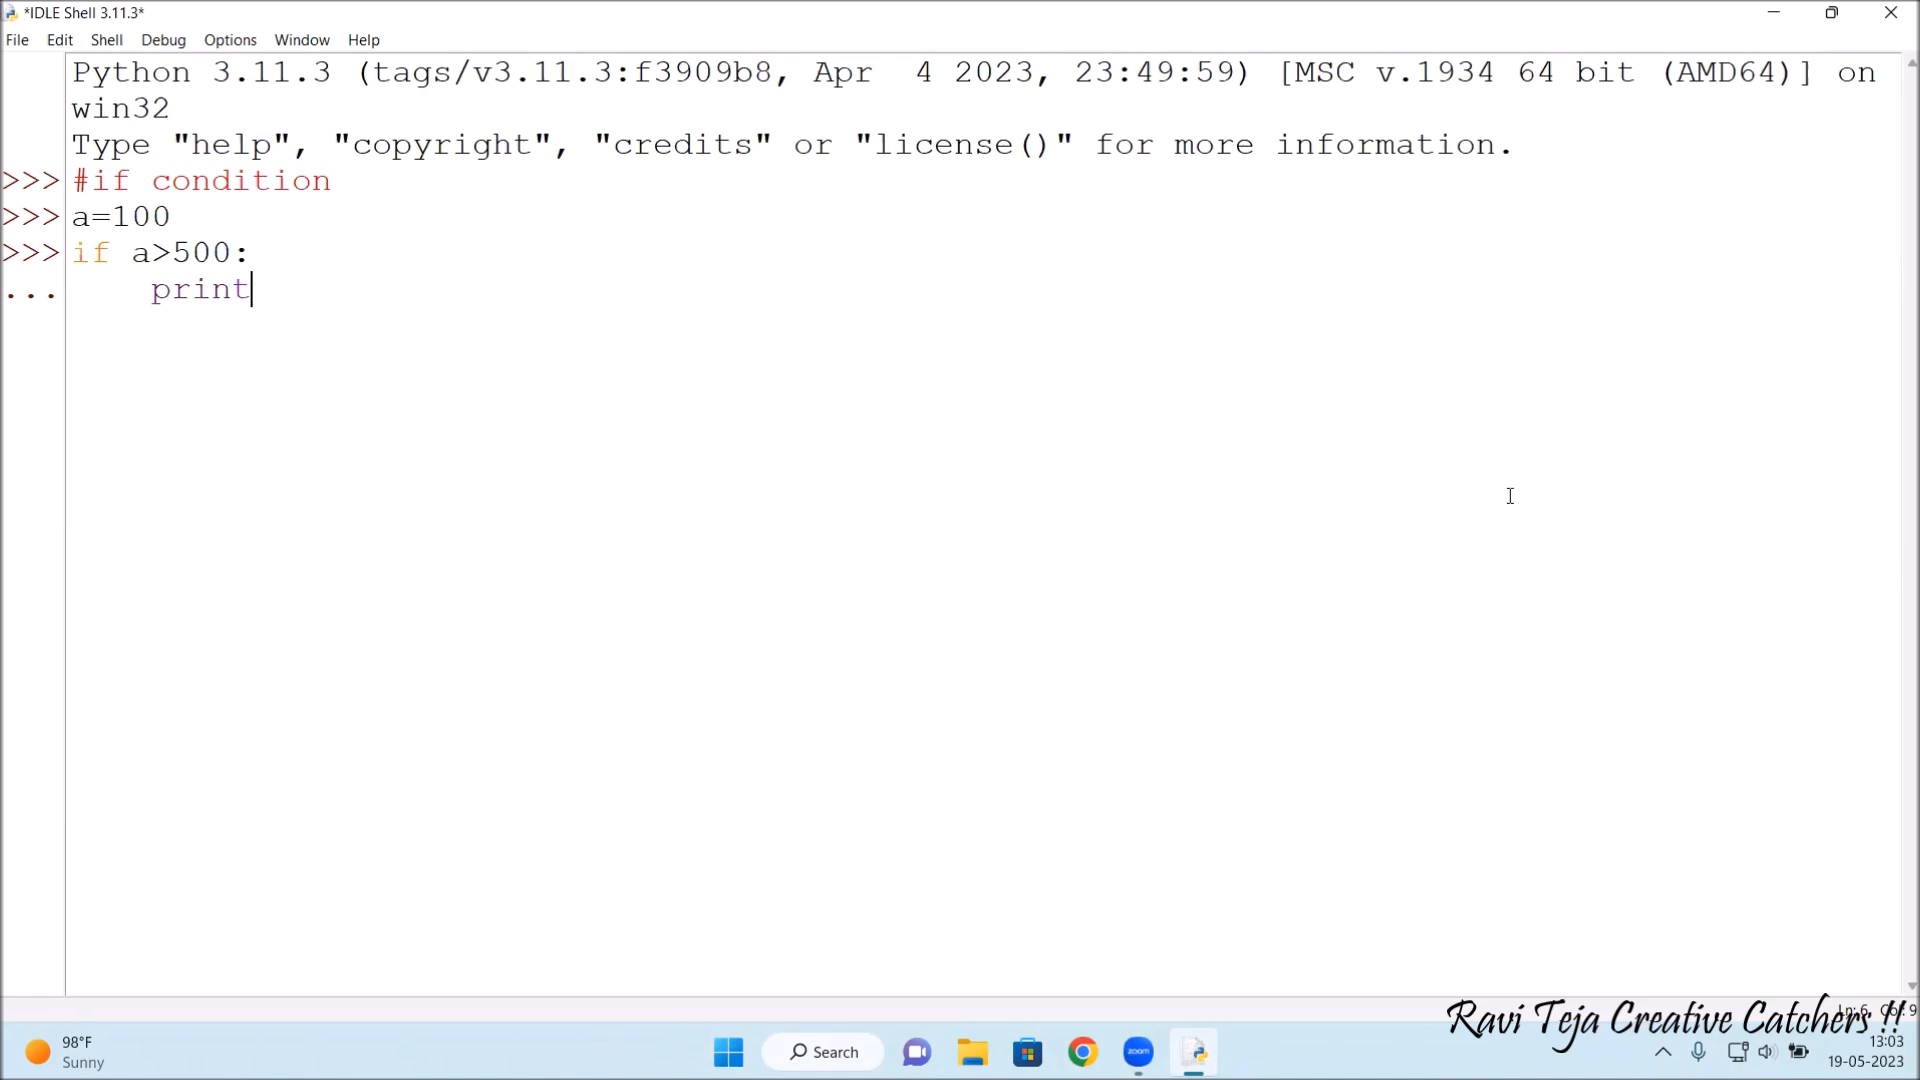 *IDLE Shell 3.11.3*
File Edit Shell Debug Options Window Help
Python 3.11.3 (tags/v3.11.3:f3909b8, Apr  4 2023, 23:49:59) [MSC v.1934 64 bit (AMD64)] on
win32
Type "help", "copyright", "credits" or "license()" for more information.
>>> #if condition
>>> a=100
>>> if a>500:
...     print
Ravi Teja Creative Catchers !!
98°F
Sunny
Search
zoom
13:03
19-05-2023